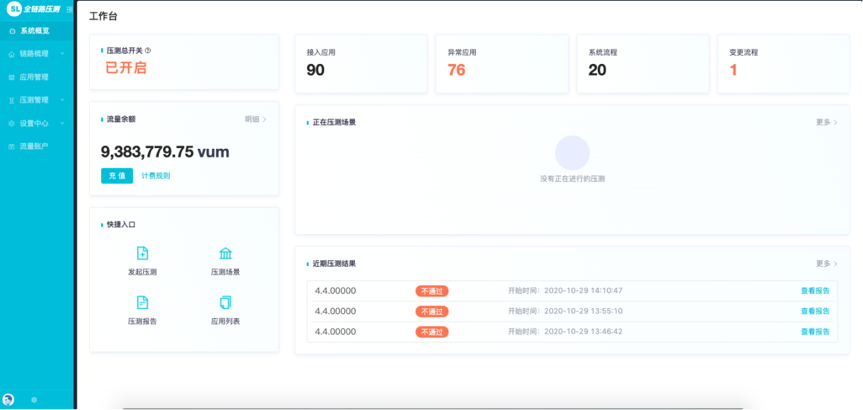 SL 全链路压测
系统概览
链路梳理
应用管理
压测管理
设置中心
流量账户
工作台
压测总开关
已开启
接入应用
90
异常应用
76
系统流程
20
变更流程
1
流量余额
明细
9,383,779.75 vum
充 值
计费规则
正在压测场景
更多
没有正在进行的压测
快捷入口
发起压测
压测场景
压测报告
应用列表
近期压测结果
更多
4.4.00000 不通过 开始时间: 2020-10-29 14:10:47 查看报告
4.4.00000 不通过 开始时间: 2020-10-29 13:55:10 查看报告
4.4.00000 不通过 开始时间: 2020-10-29 13:46:42 查看报告